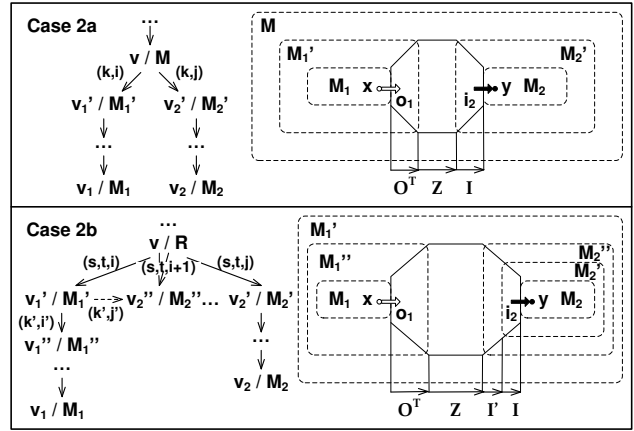 Case 2a
...
v / M
(k,i) (k,j)
v₁' / M₁' v₂' / M₂'
... ...
v₁ / M₁ v₂ / M₂
M
M₁' M₂'
M₁ x o₁ i₂ y M₂
Oᵀ Z I
Case 2b
...
v / R
(s,t,i) (s,t,i+1) (s,t,j)
v₁' / M₁' (k',j') v₂'' / M₂'' ... v₂' / M₂'
(k',i')
v₁'' / M₁'' ...
... v₂ / M₂
v₁ / M₁
M₁'
M₁'' M₂''
M₂'
M₁ x o₁ i₂ y M₂
Oᵀ Z I' I